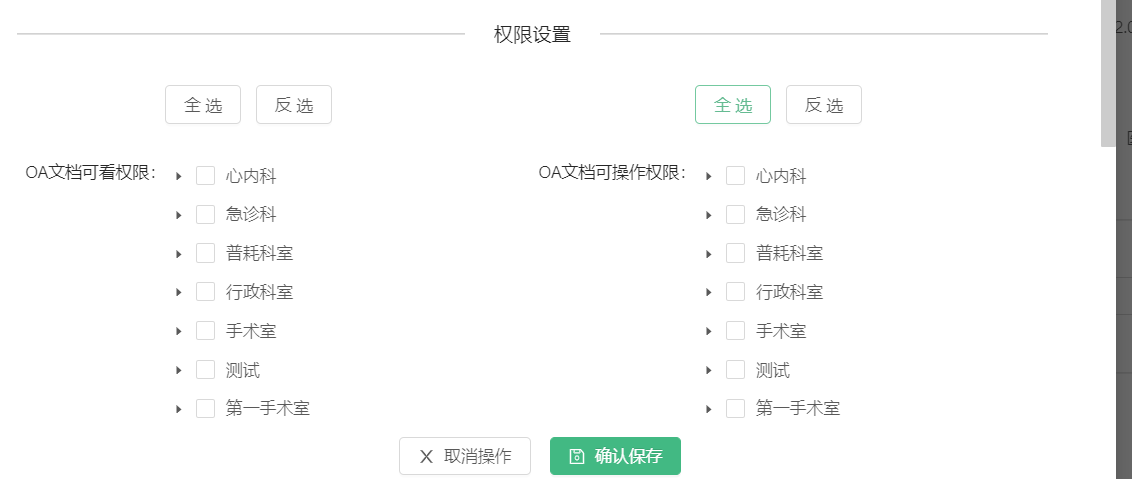 权限设置
全选 反选 全选 反选
OA文档可看权限： 心内科 OA文档可操作权限： 心内科
急诊科 急诊科
普耗科室 普耗科室
行政科室 行政科室
手术室 手术室
测试 测试
第一手术室 第一手术室
取消操作 确认保存